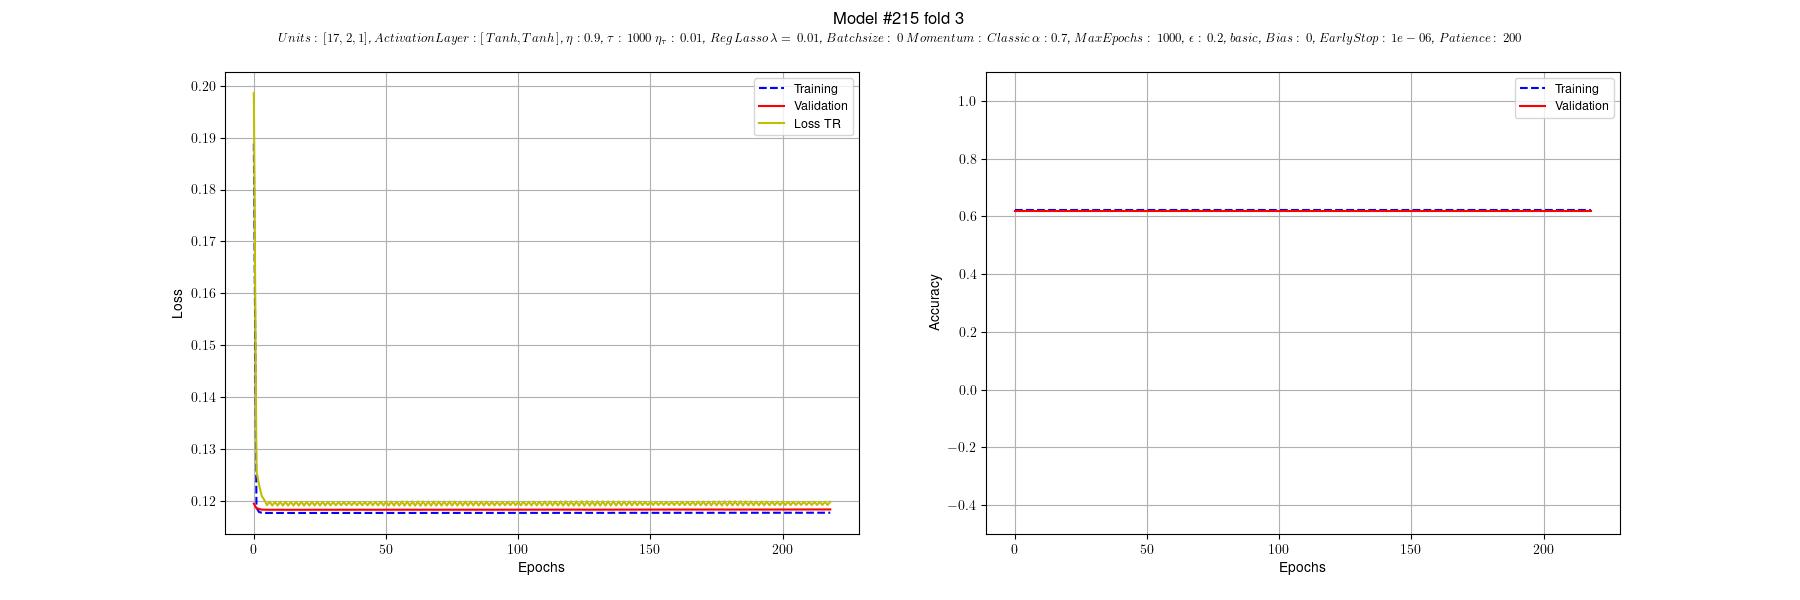 Model #215 fold 3
Units : [17, 2, 1], ActivationLayer : [Tanh, Tanh], η : 0.9, τ : 1000 η_τ : 0.01, Reg Lasso λ = 0.01, Batchsize : 0 Momentum : Classic α : 0.7, MaxEpochs : 1000, ϵ : 0.2, basic, Bias : 0, EarlyStop : 1e − 06, Patience : 200
0.20
0.19
0.18
0.17
0.16
0.15
0.14
0.13
0.12
Loss
0 50 100 150 200
Epochs
Training
Validation
Loss TR
1.0
0.8
0.6
0.4
0.2
0.0
−0.2
−0.4
Accuracy
0 50 100 150 200
Epochs
Training
Validation